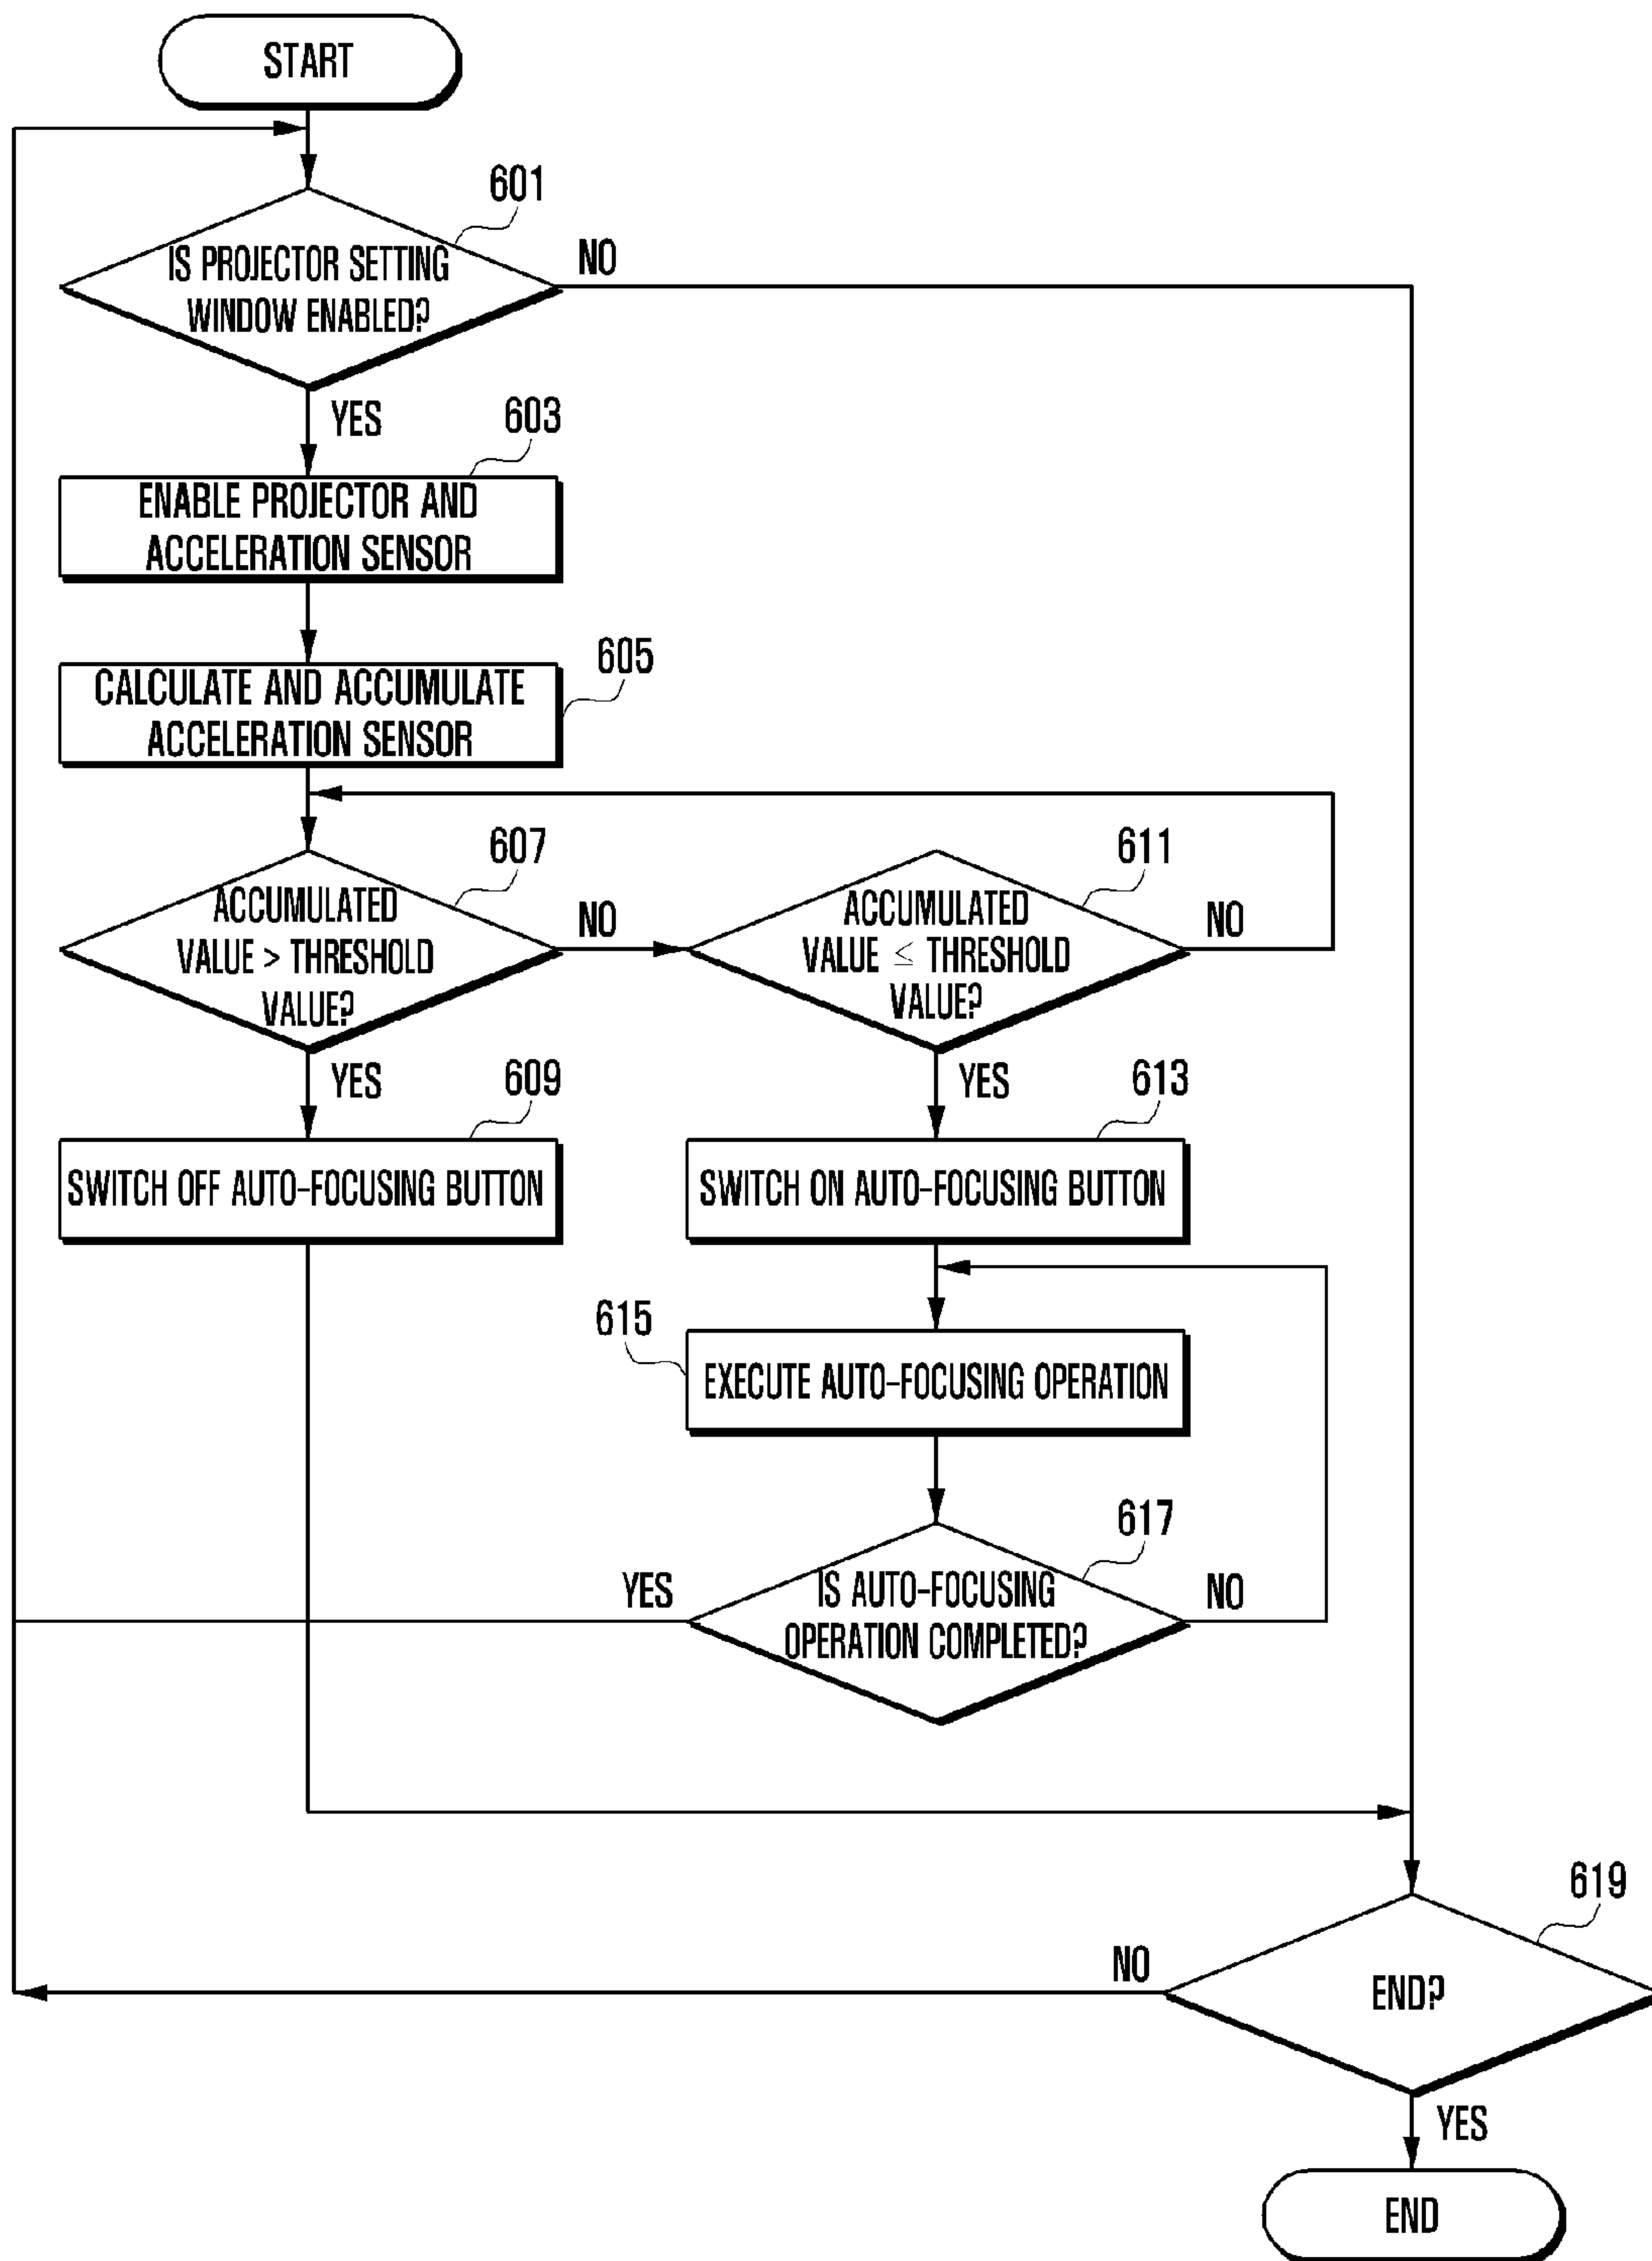 START
601
IS PROJECTOR SETTING
WINDOW ENABLED?
NO
YES
603
ENABLE PROJECTOR AND
ACCELERATION SENSOR
605
CALCULATE AND ACCUMULATE
ACCELERATION SENSOR
607
ACCUMULATED
VALUE > THRESHOLD
VALUE?
NO
YES
611
ACCUMULATED
VALUE ≤ THRESHOLD
VALUE?
NO
YES
609
SWITCH OFF AUTO-FOCUSING BUTTON
613
SWITCH ON AUTO-FOCUSING BUTTON
615
EXECUTE AUTO-FOCUSING OPERATION
617
IS AUTO-FOCUSING
OPERATION COMPLETED?
YES
NO
619
END?
NO
YES
END